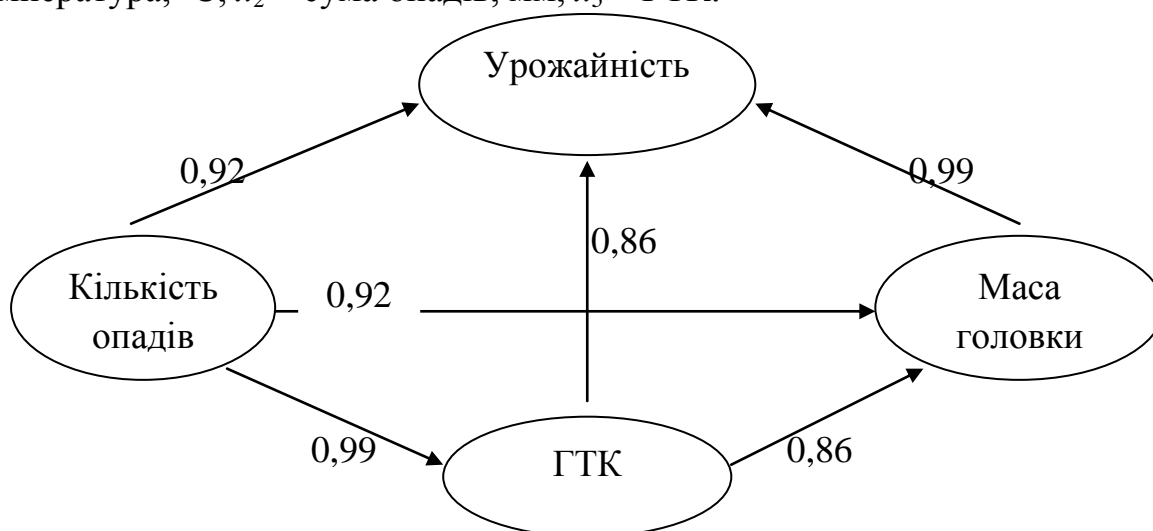 температура, °С; x₂ – сума опадів, мм; x₃ – ГТК.
Урожайність
0,92
0,99
0,86
Кількість
опадів
0,92
Маса
головки
0,99
ГТК
0,86